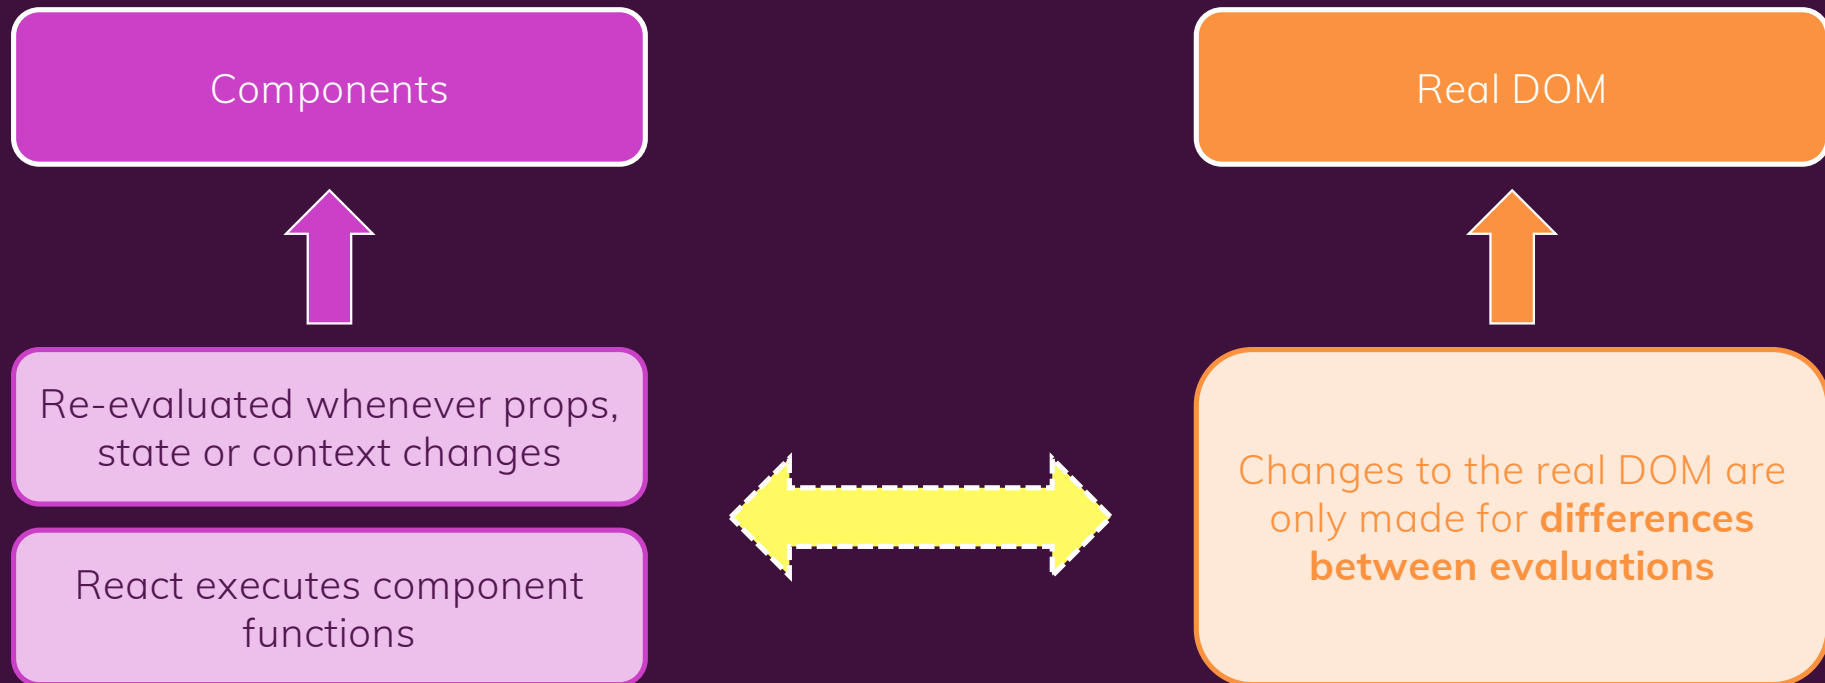 Components
Real DOM
Re-evaluated whenever props,
state or context changes
React executes component
functions
Changes to the real DOM are
only made for differences
between evaluations